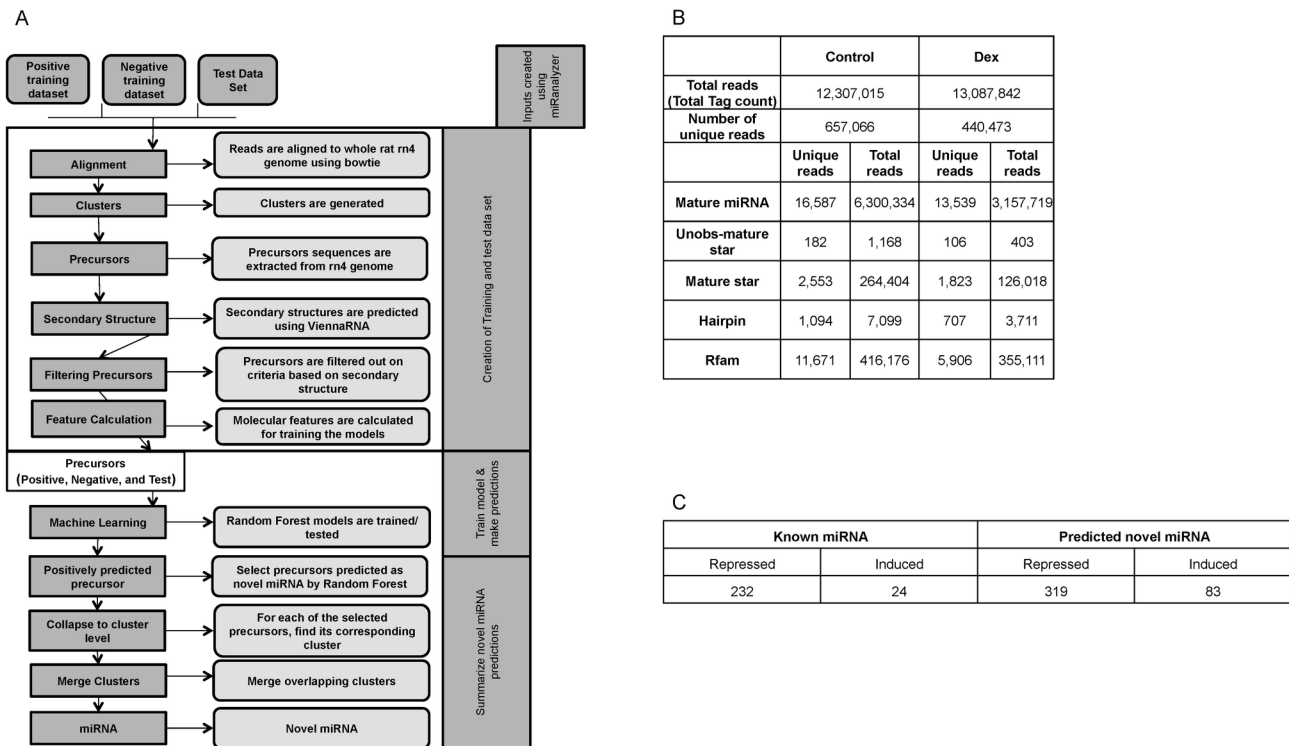 A
Positive
training
dataset
Negative
training
dataset
Test Data
Set
Inputs created
using
miRanalyzer
Alignment
Reads are aligned to whole rat rn4
genome using bowtie
Clusters
Clusters are generated
Precursors
Precursors sequences are
extracted from rn4 genome
Secondary Structure
Secondary structures are predicted
using ViennaRNA
Filtering Precursors
Precursors are filtered out on
criteria based on secondary
structure
Feature Calculation
Molecular features are calculated
for training the models
Creation of Training and test data set
Precursors
(Positive, Negative, and Test)
Machine Learning
Random Forest models are trained/
tested
Train model &
make predictions
Positively predicted
precursor
Select precursors predicted as
novel miRNA by Random Forest
Collapse to cluster
level
For each of the selected
precursors, find its corresponding
cluster
Merge Clusters
Merge overlapping clusters
miRNA
Novel miRNA
Summarize novel miRNA
predictions
B
Control Dex
Total reads
(Total Tag count) 12,307,015 13,087,842
Number of
unique reads 657,066 440,473
Unique Total Unique Total
reads reads reads reads
Mature miRNA 16,587 6,300,334 13,539 3,157,719
Unobs-mature
star 182 1,168 106 403
Mature star 2,553 264,404 1,823 126,018
Hairpin 1,094 7,099 707 3,711
Rfam 11,671 416,176 5,906 355,111
C
Known miRNA Predicted novel miRNA
Repressed Induced Repressed Induced
232 24 319 83